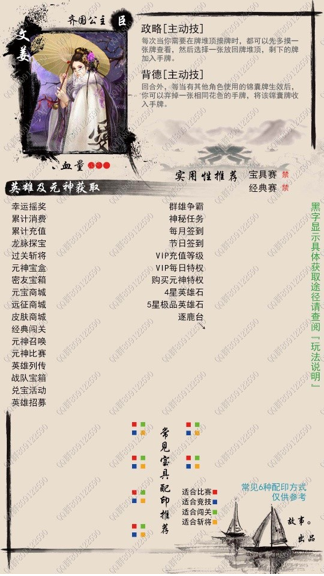 齐国公主
臣
文姜
政略[主动技]
每次当你需要在牌堆顶摸牌时，都可以先多摸一
张牌查看，然后选择一张放回牌堆顶，剩下的牌
加入手牌。
背德[主动技]
回合外，每当有其他角色使用的锦囊牌生效后，
你可以弃掉一张相同花色的手牌，将该锦囊牌收
入手牌。
血量
实用性推荐
宝具赛 禁
经典赛 禁
英雄及元神获取
幸运摇奖
累计消费
累计充值
龙脉探宝
过关斩将
元神宝盒
密友宝箱
元宝商城
远征商城
皮肤商城
经典闯关
元神召唤
元神比赛
英雄列传
战队宝箱
兑宝活动
英雄招募
群雄争霸
神秘任务
每月签到
节日签到
VIP充值等级
VIP每日特权
购买元神特权
4星英雄石
5星极品英雄石
逐鹿台
黑字显示具体获取途径请查阅『玩法说明』
常见宝具配印推荐
适合比赛
适合竞技
适合闯关
适合斩将
常见6种配印方式
仅供参考
故事。
出品